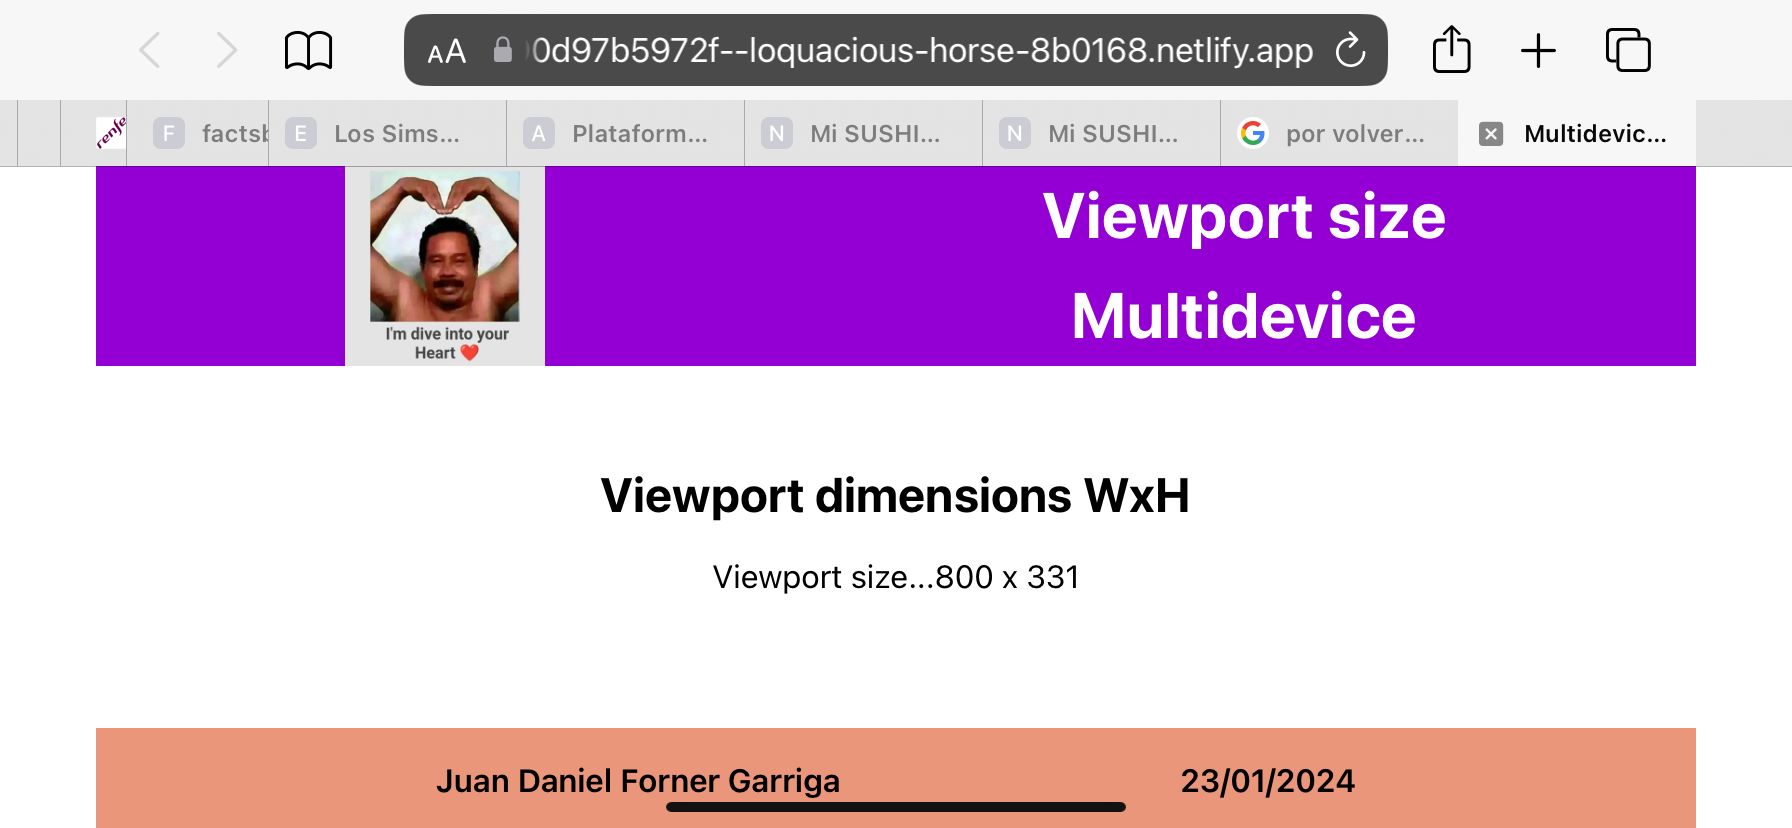 AA 0d97b5972f--loquacious-horse-8b0168.netlify.app
renfe F factsb E Los Sims... A Plataform... N Mi SUSHI... N Mi SUSHI... G por volver... Multidevic...
Viewport size
Multidevice
I'm dive into your
Heart ❤️
Viewport dimensions WxH
Viewport size...800 x 331
Juan Daniel Forner Garriga 23/01/2024